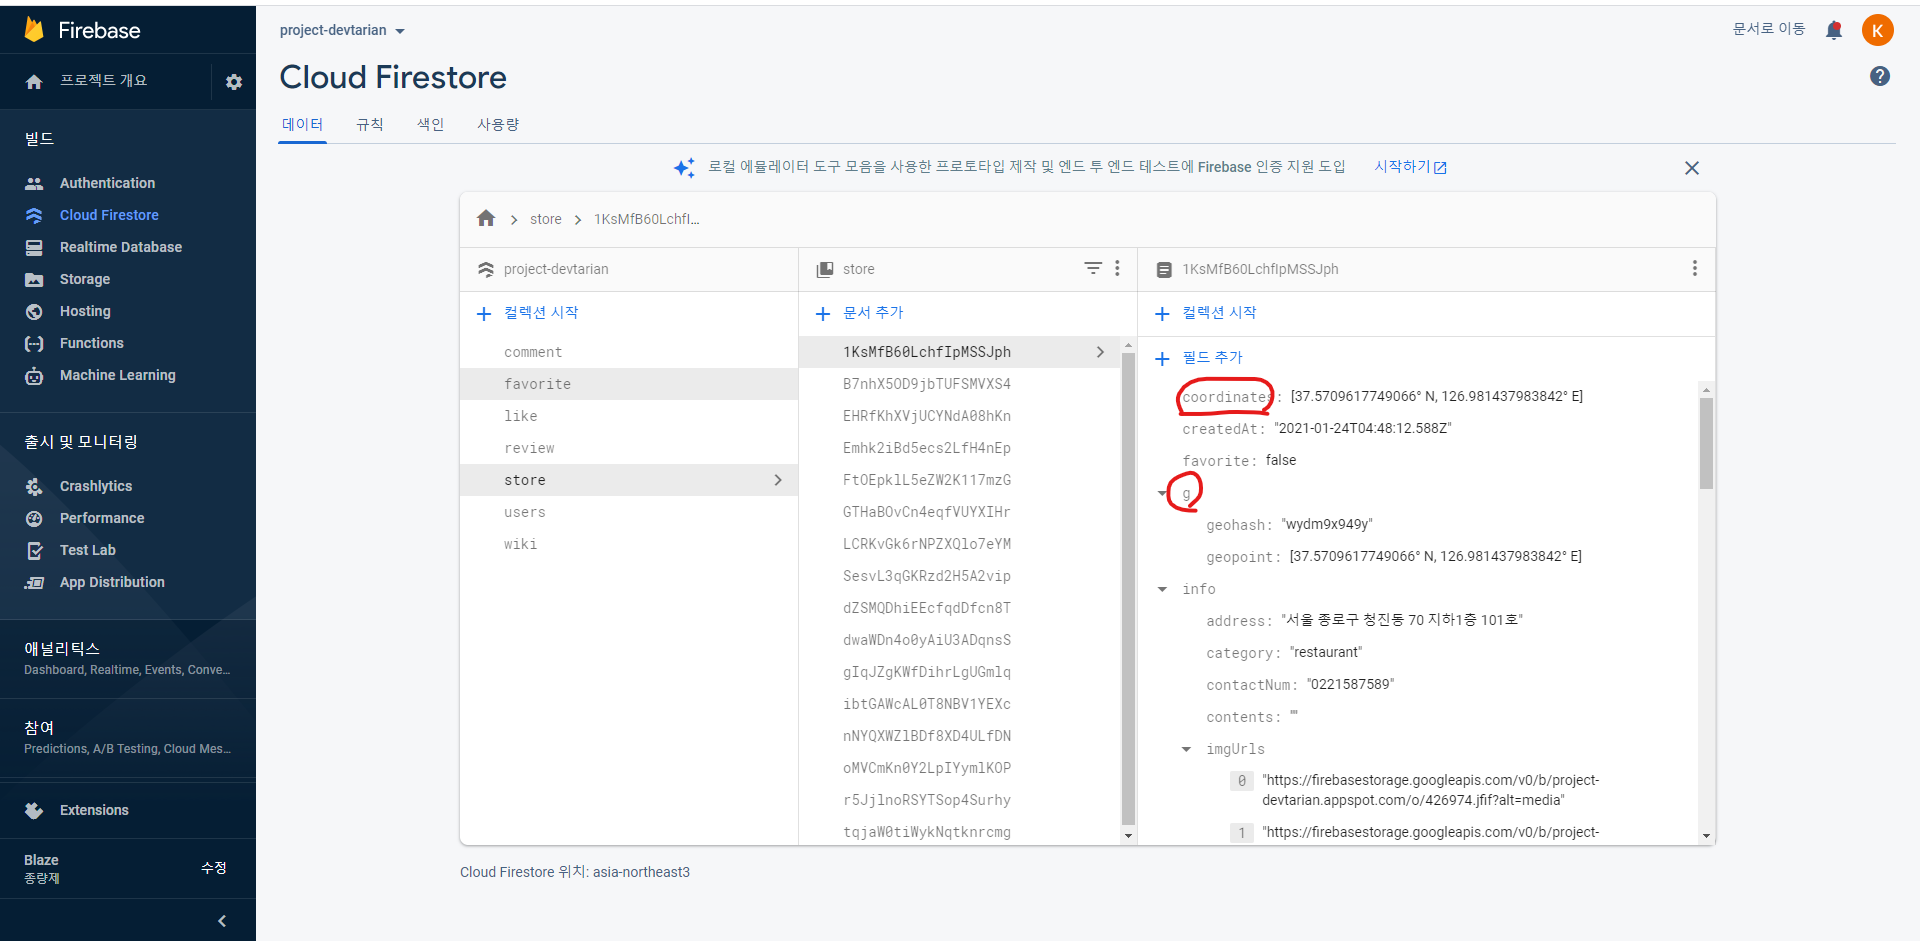 Firebase
프로젝트 개요
빌드
Authentication
Cloud Firestore
Realtime Database
Storage
Hosting
Functions
Machine Learning
출시 및 모니터링
Crashlytics
Performance
Test Lab
App Distribution
애널리틱스
Dashboard, Realtime, Events, Conve...
참여
Predictions, A/B Testing, Cloud Mes...
Extensions
Blaze
종량제
수정
project-devtarian
문서로 이동
K
Cloud Firestore
데이터 규칙 색인 사용량
로컬 에뮬레이터 도구 모음을 사용한 프로토타입 제작 및 엔드 투 엔드 테스트에 Firebase 인증 지원 도입 시작하기
store 1KsMfB60Lchfl...
project-devtarian
컬렉션 시작
comment
favorite
like
review
store
users
wiki
store
문서 추가
1KsMfB60LchfIpMSSJph
B7nhX5OD9jbTUFSMVXS4
EHRfKhXVjUCYNdA08hKn
Emhk2iBd5ecs2LfH4nEp
FtOEpklL5eZW2K117mzG
GTHaBOvCn4eqfVUYXIHr
LCRKvGk6rNPZXQlo7eYM
SesvL3qGKRzd2H5A2vip
dZSMQDhiEEcfqdDfcn8T
dwaWDn4o0yAiU3ADqnsS
gIqJZgKWfDihrLgUGmlq
ibtGAWcAL0T8NBV1YEXc
nNYQXWZlBDf8XD4ULfDN
oMVCmKn0Y2LpIYymlKOP
r5JjlnoRSYTSop4Surhy
tqjaW0tiWykNqtknrcmg
1KsMfB60LchfIpMSSJph
컬렉션 시작
필드 추가
coordinates: [37.5709617749066° N, 126.981437983842° E]
createdAt: "2021-01-24T04:48:12.588Z"
favorite: false
g
geohash: "wydm9x949y"
geopoint: [37.5709617749066° N, 126.981437983842° E]
info
address: "서울 종로구 청진동 70 지하1층 101호"
category: "restaurant"
contactNum: "0221587589"
contents: ""
imgUrls
0 "https://firebasestorage.googleapis.com/v0/b/project-
devtarian.appspot.com/o/426974.jfif?alt=media"
1 "https://firebasestorage.googleapis.com/v0/b/project-
Cloud Firestore 위치: asia-northeast3